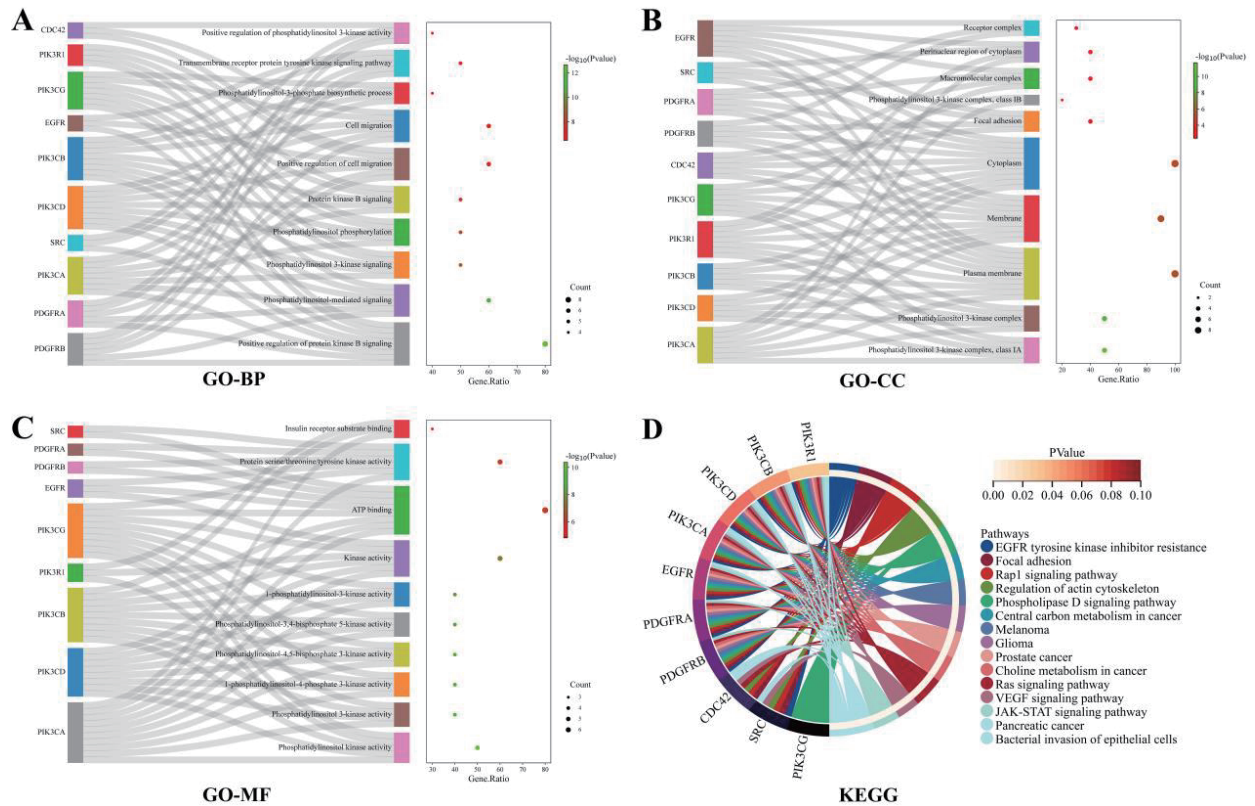 A
CDC42
PIK3R1
PIK3CG
EGFR
PIK3CB
PIK3CD
SRC
PIK3CA
PDGFRA
PDGFRB
Positive regulation of phosphatidylinositol 3-kinase activity
Transmembrane receptor protein tyrosine kinase signaling pathway
Phosphatidylinositol-3-phosphate biosynthetic process
Cell migration
Positive regulation of cell migration
Protein kinase B signaling
Phosphatidylinositol phosphorylation
Phosphatidylinositol 3-kinase signaling
Phosphatidylinositol-mediated signaling
Positive regulation of protein kinase B signaling
-log10(Pvalue)
12
10
8
Count
8
6
5
4
40 50 60 70 80
Gene.Ratio
GO-BP
B
EGFR
SRC
PDGFRA
PDGFRB
CDC42
PIK3CG
PIK3R1
PIK3CB
PIK3CD
PIK3CA
Receptor complex
Perinuclear region of cytoplasm
Macromolecular complex
Phosphatidylinositol 3-kinase complex, class IB
Focal adhesion
Cytoplasm
Membrane
Plasma membrane
Phosphatidylinositol 3-kinase complex
Phosphatidylinositol 3-kinase complex, class IA
-log10(Pvalue)
10
8
6
4
Count
2
4
6
8
20 40 60 80 100
Gene.Ratio
GO-CC
C
SRC
PDGFRA
PDGFRB
EGFR
PIK3CG
PIK3R1
PIK3CB
PIK3CD
PIK3CA
Insulin receptor substrate binding
Protein serine/threonine/tyrosine kinase activity
ATP binding
Kinase activity
1-phosphatidylinositol-3-kinase activity
Phosphatidylinositol-3,4-bisphosphate 5-kinase activity
Phosphatidylinositol-4,5-bisphosphate 3-kinase activity
1-phosphatidylinositol-4-phosphate 3-kinase activity
Phosphatidylinositol 3-kinase activity
Phosphatidylinositol kinase activity
-log10(Pvalue)
10
8
6
Count
3
4
5
6
30 40 50 60 70 80
Gene.Ratio
GO-MF
D
PIK3R1
PIK3CB
PIK3CD
PIK3CA
EGFR
PDGFRA
PDGFRB
CDC42
SRC
PIK3CG
PValue
0.00 0.02 0.04 0.06 0.08 0.10
Pathways
EGFR tyrosine kinase inhibitor resistance
Focal adhesion
Rap1 signaling pathway
Regulation of actin cytoskeleton
Phospholipase D signaling pathway
Central carbon metabolism in cancer
Melanoma
Glioma
Prostate cancer
Choline metabolism in cancer
Ras signaling pathway
VEGF signaling pathway
JAK-STAT signaling pathway
Pancreatic cancer
Bacterial invasion of epithelial cells
KEGG